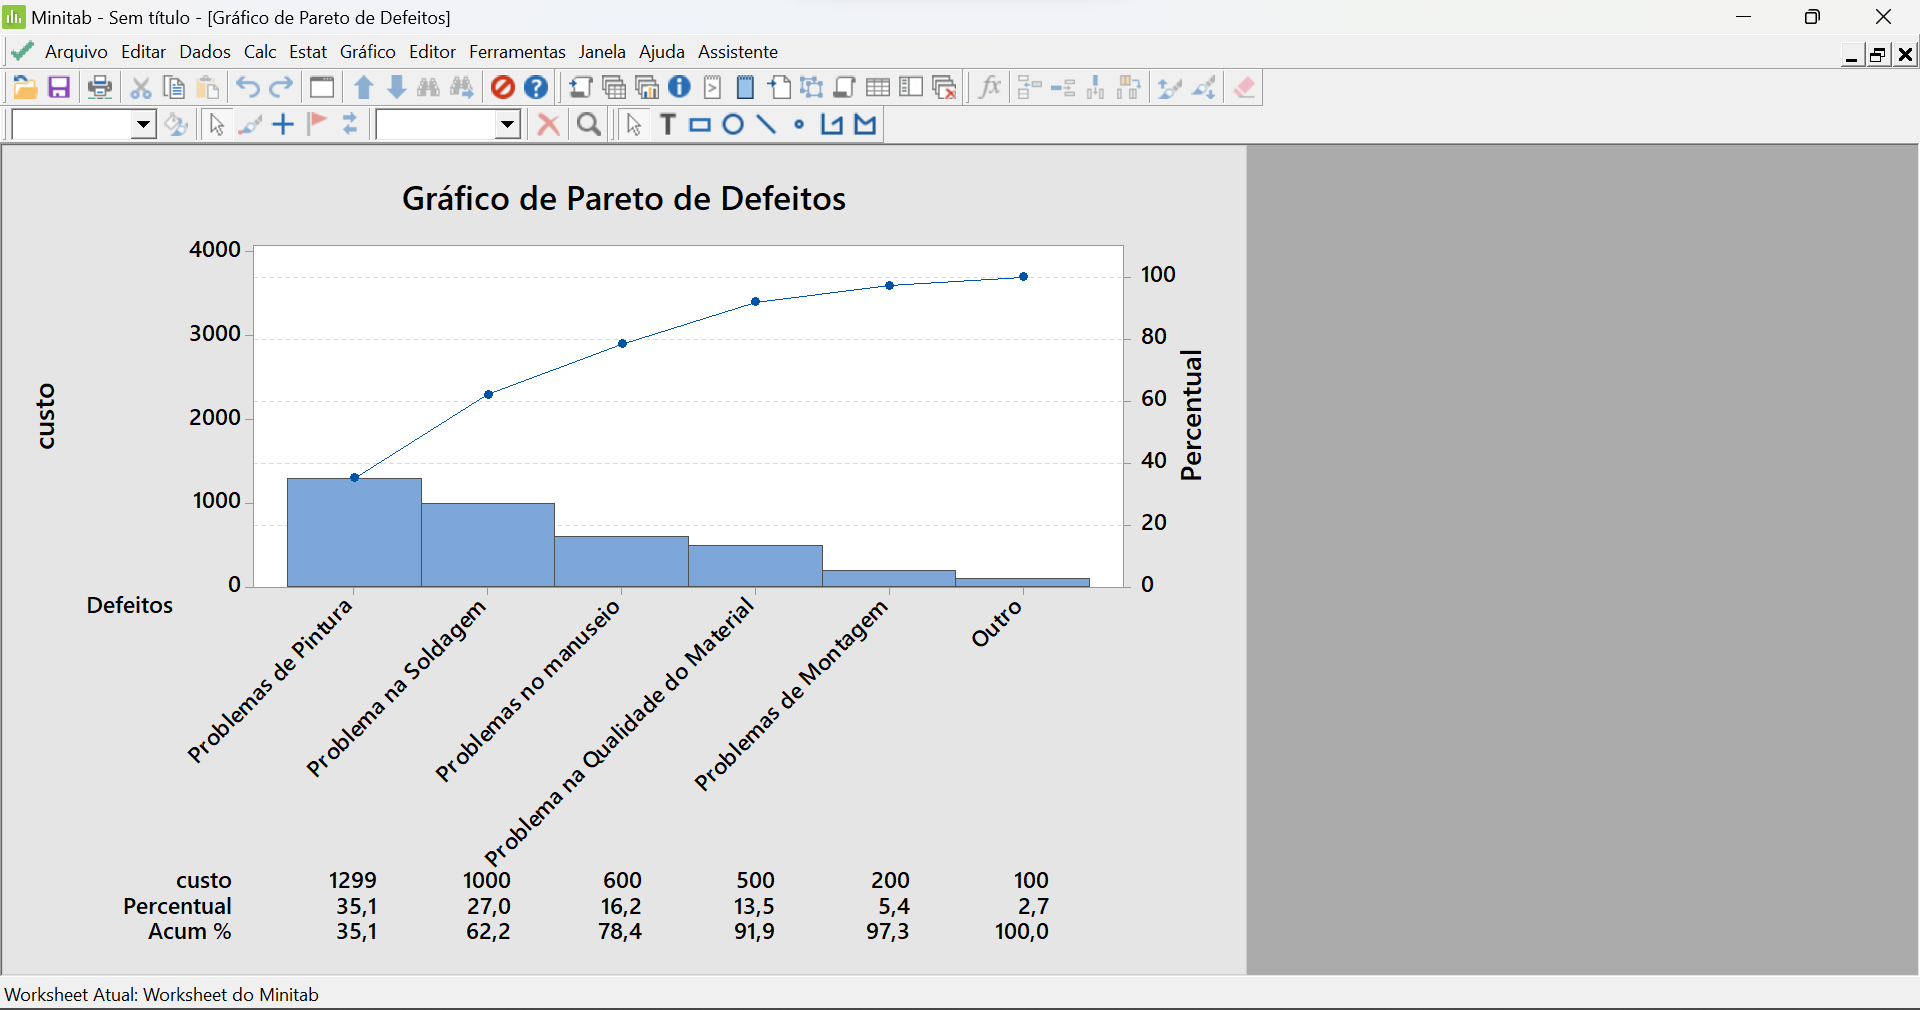 Minitab - Sem título - [Gráfico de Pareto de Defeitos]
Arquivo Editar Dados Calc Estat Gráfico Editor Ferramentas Janela Ajuda Assistente
Gráfico de Pareto de Defeitos
4000
3000
2000
1000
0
custo
100
80
60
40
20
0
Percentual
Defeitos
Problemas de Pintura
Problema na Soldagem
Problemas no manuseio
Problema na Qualidade do Material
Problemas de Montagem
Outro
custo 1299 1000 600 500 200 100
Percentual 35,1 27,0 16,2 13,5 5,4 2,7
Acum % 35,1 62,2 78,4 91,9 97,3 100,0
Worksheet Atual: Worksheet do Minitab